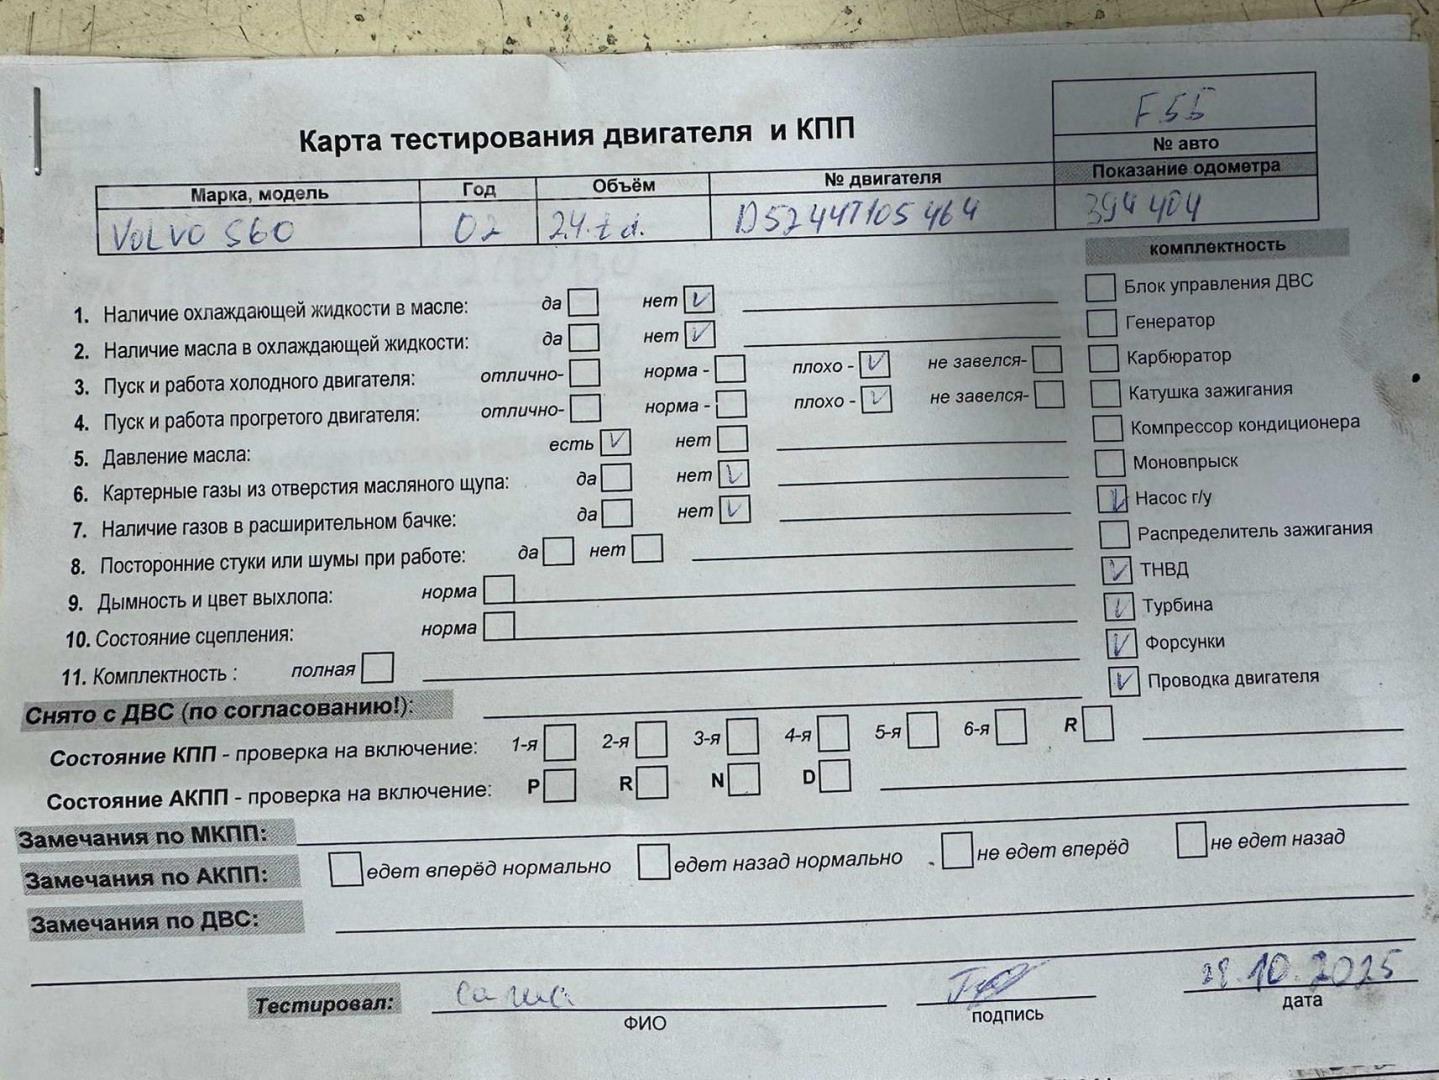 F55
Карта тестирования двигателя и КПП
№ авто
Марка, модель Год Объём № двигателя Показание одометра
VOLVO S60 02 2.4. t d. D5244T105464 394 404
комплектность
1. Наличие охлаждающей жидкости в масле: да нет ✓ Блок управления ДВС
2. Наличие масла в охлаждающей жидкости: да нет ✓ Генератор
3. Пуск и работа холодного двигателя: отлично- норма - плохо - ✓ не завелся- Карбюратор
4. Пуск и работа прогретого двигателя: отлично- норма - плохо - ✓ не завелся- Катушка зажигания
5. Давление масла: есть ✓ нет Компрессор кондиционера
6. Картерные газы из отверстия масляного щупа: да нет ✓ Моновпрыск
7. Наличие газов в расширительном бачке: да нет ✓ ✓ Насос г/у
8. Посторонние стуки или шумы при работе: да нет Распределитель зажигания
9. Дымность и цвет выхлопа: норма ✓ ТНВД
10. Состояние сцепления: норма ✓ Турбина
11. Комплектность : полная ✓ Форсунки
✓ Проводка двигателя
Снято с ДВС (по согласованию!):
Состояние КПП - проверка на включение: 1-я 2-я 3-я 4-я 5-я 6-я R
Состояние АКПП - проверка на включение: P R N D
Замечания по МКПП:
Замечания по АКПП: едет вперёд нормально едет назад нормально не едет вперёд не едет назад
Замечания по ДВС:
Тестировал: Саша 10.2025
ФИО подпись дата